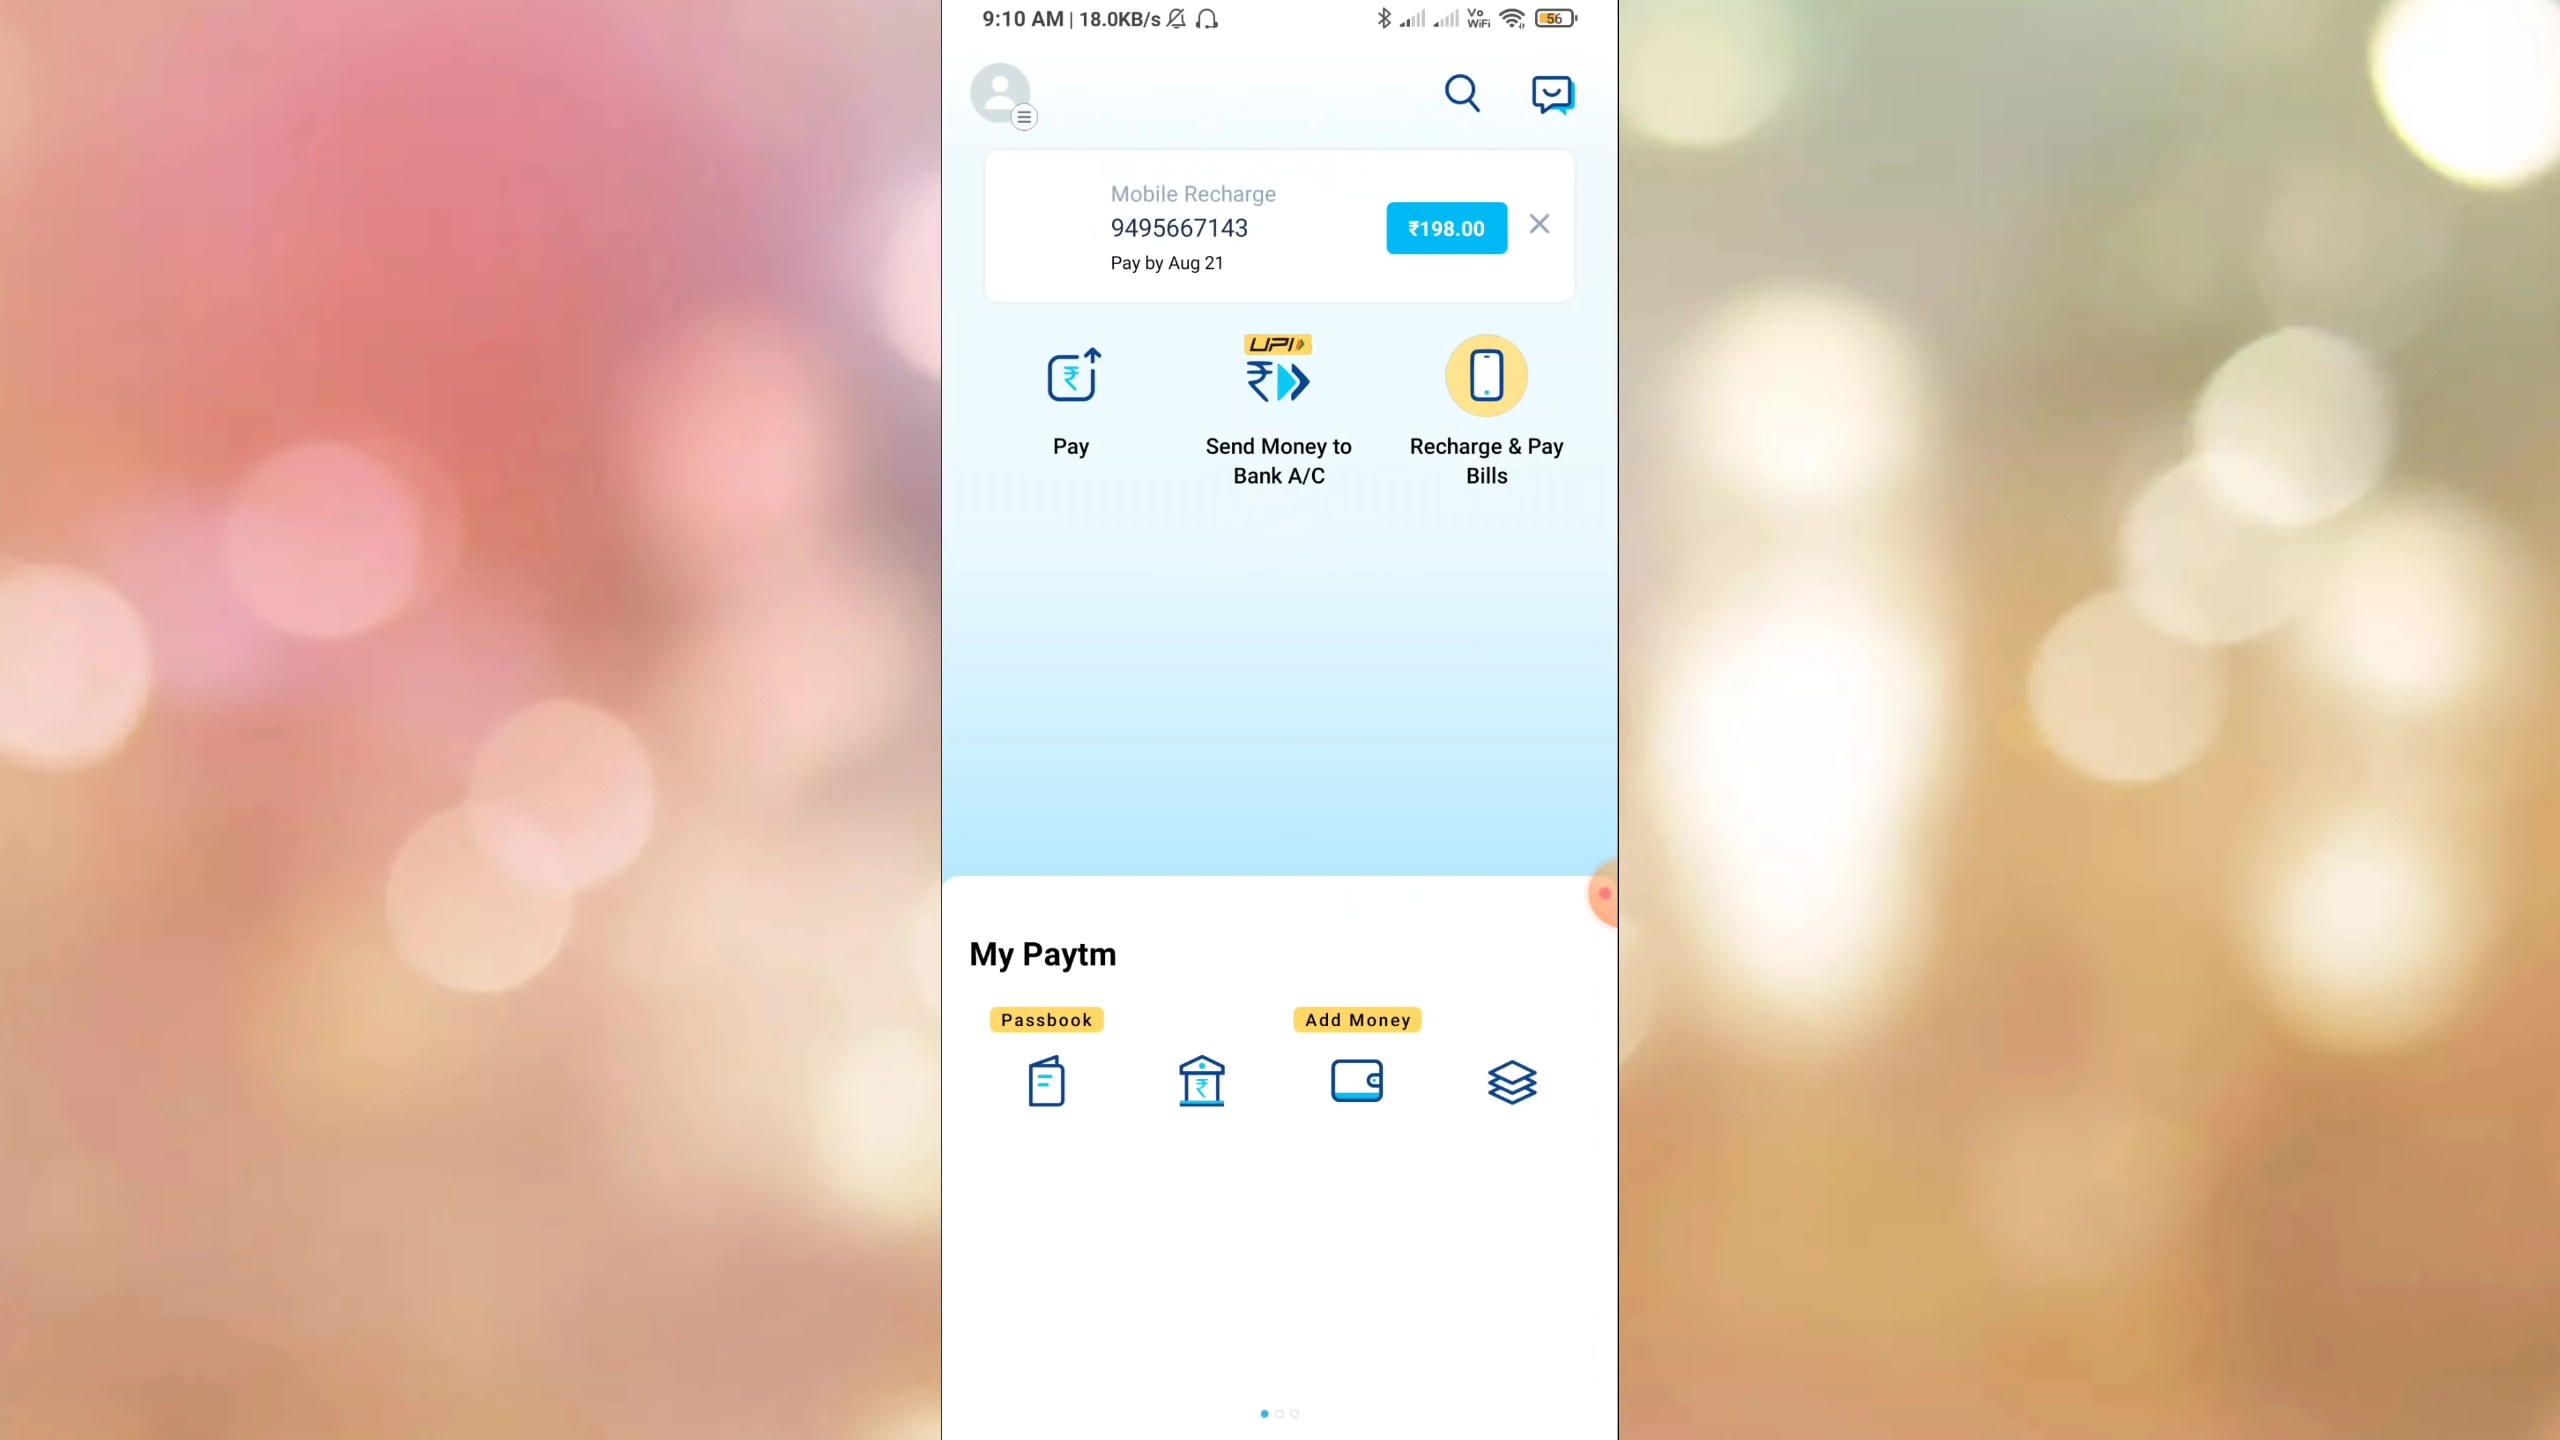 9:10 AM | 18.0KB/s
Vo WiFi
56
Mobile Recharge
9495667143
Pay by Aug 21
₹198.00
UPI
Pay
Send Money to
Bank A/C
Recharge & Pay
Bills
My Paytm
Passbook
Add Money